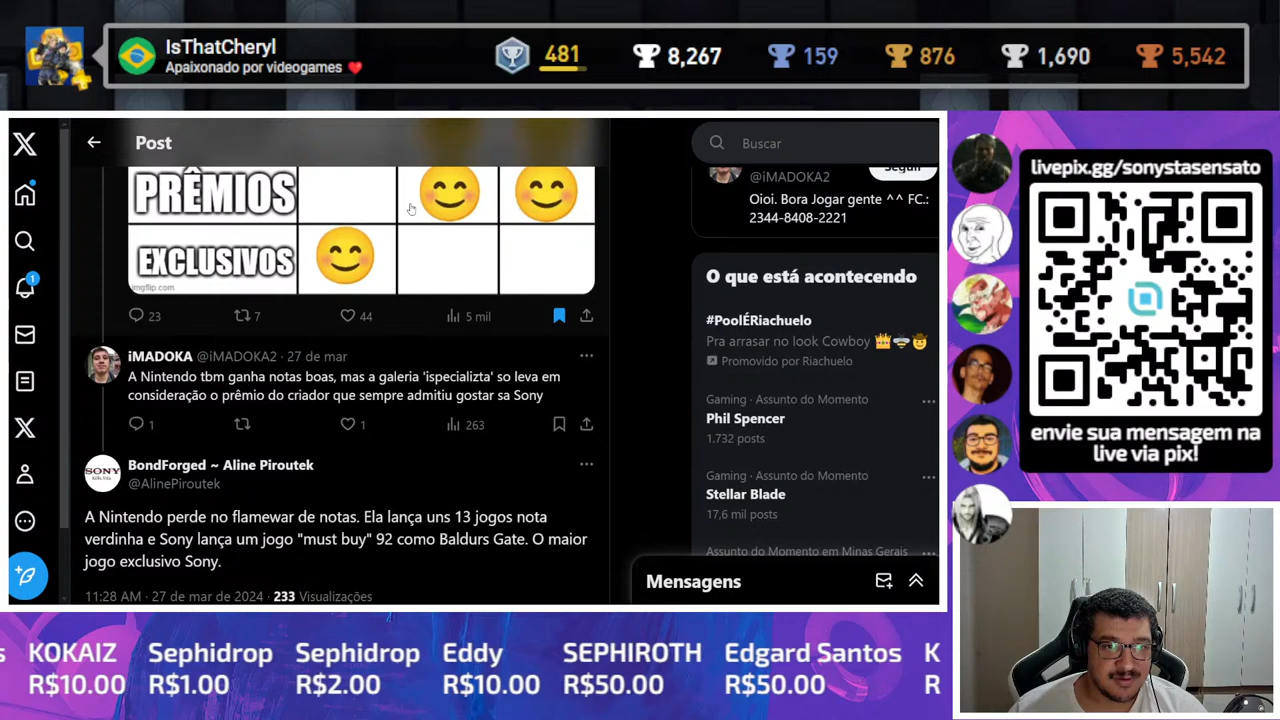 IsThatCheryl
Apaixonado por videogames ❤
481
8,267
159
876
1,690
5,542
Post
PRÊMIOS
EXCLUSIVOS
imgflip.com
23
7
44
5 mil
iMADOKA @iMADOKA2 · 27 de mar
A Nintendo tbm ganha notas boas, mas a galeria 'ispecializta' so leva em
consideração o prêmio do criador que sempre admitiu gostar sa Sony
1
1
263
SONY
BondForged ~ Aline Piroutek
@AlinePiroutek
A Nintendo perde no flamewar de notas. Ela lança uns 13 jogos nota
verdinha e Sony lança um jogo "must buy" 92 como Baldurs Gate. O maior
jogo exclusivo Sony.
11:28 AM · 27 de mar de 2024 · 233 Visualizações
1
Buscar
@iMADOKA2
Seguir
Oioi. Bora Jogar gente ^^ FC.:
2344-8408-2221
O que está acontecendo
#PoolÉRiachuelo
Pra arrasar no look Cowboy 👑🐝🤠
Promovido por Riachuelo
Gaming · Assunto do Momento
Phil Spencer
1.732 posts
Gaming · Assunto do Momento
Stellar Blade
17,6 mil posts
Assunto do Momento em Minas Gerais
Mensagens
livepix.gg/sonystasensato
envie sua mensagem na
live via pix!
s KOKAIZ Sephidrop Sephidrop Eddy SEPHIROTH Edgard Santos K
R$10.00 R$1.00 R$2.00 R$10.00 R$50.00 R$50.00 R